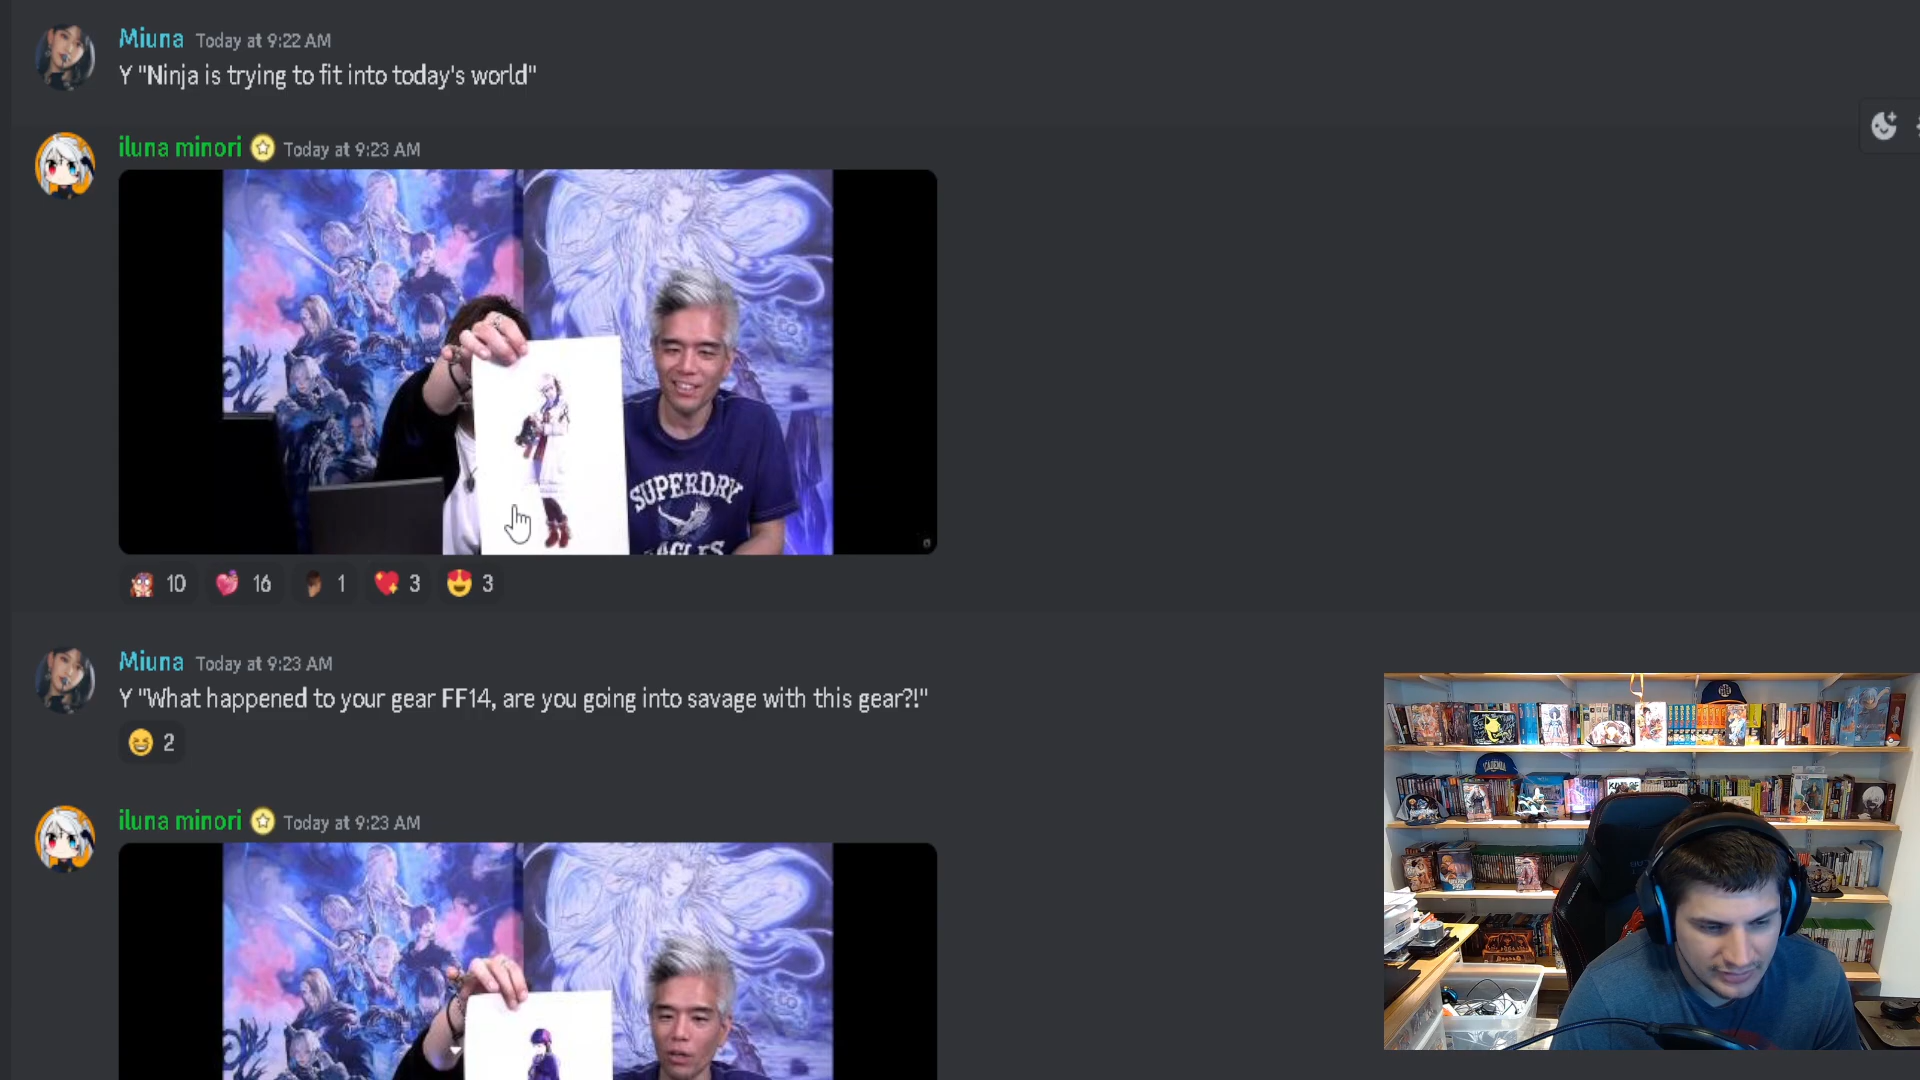 Miuna Today at 9:22 AM
Y "Ninja is trying to fit into today's world"
iluna minori Today at 9:23 AM
SUPERDRY
EAGLES
10 16 1 3 3
Miuna Today at 9:23 AM
Y "What happened to your gear FF14, are you going into savage with this gear?!"
2
iluna minori Today at 9:23 AM